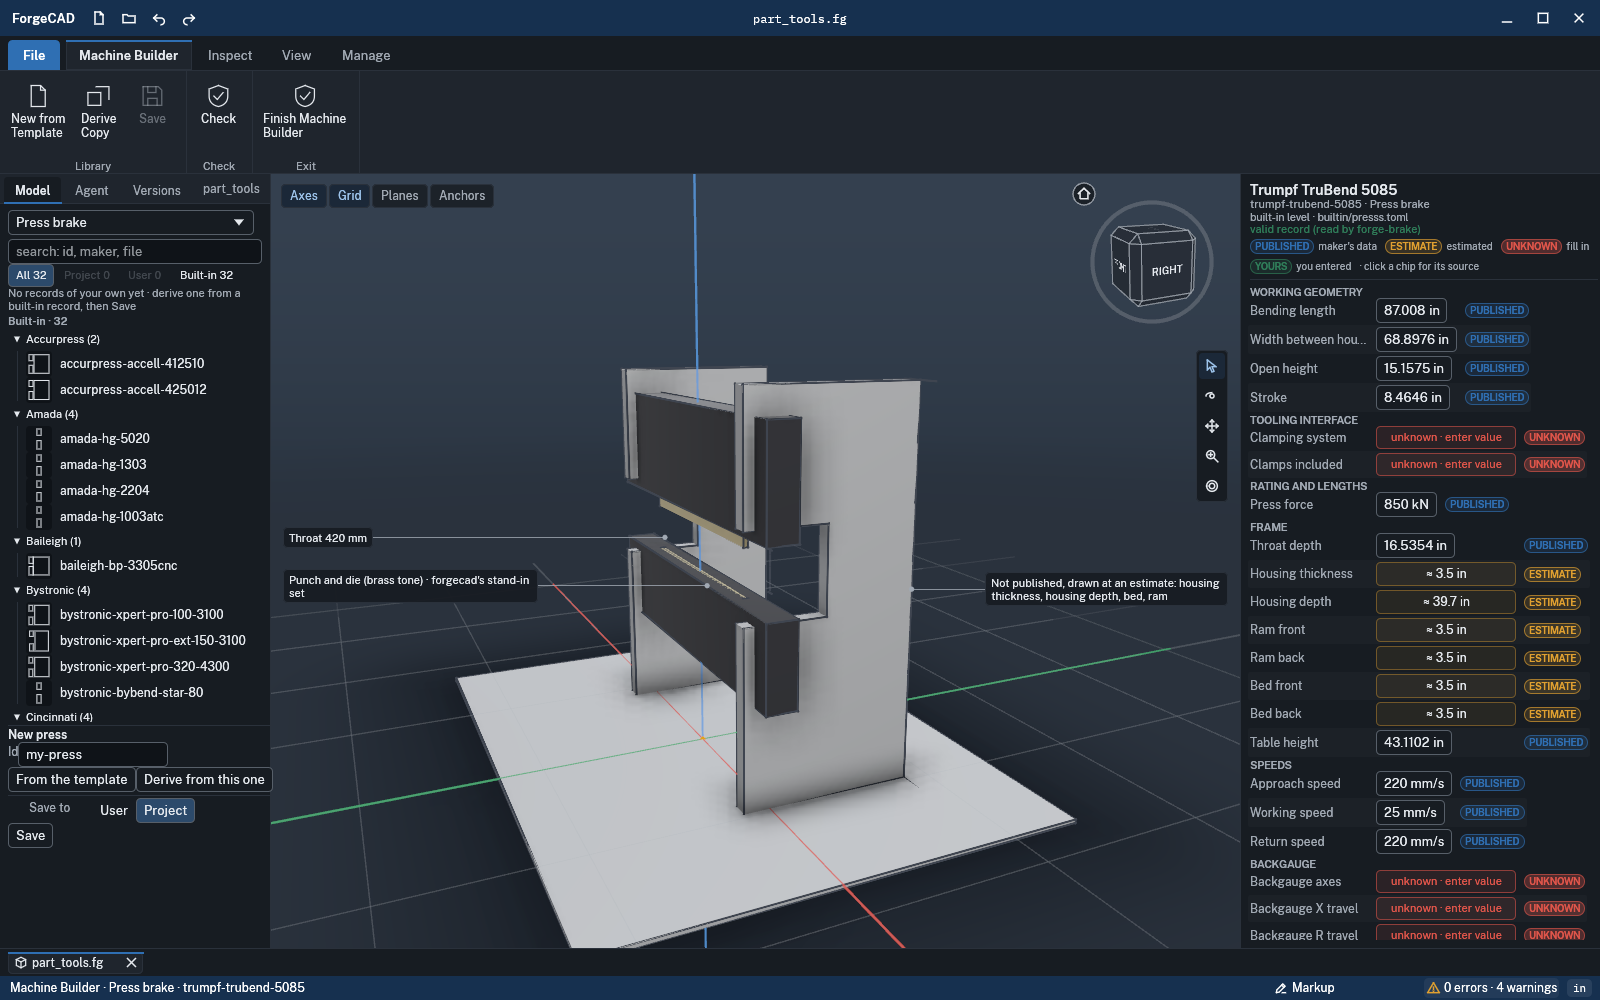 ForgeCAD
part_tools.fg
File
Machine Builder
Inspect
View
Manage
New from
Template
Derive
Copy
Save
Library
Check
Check
Finish Machine
Builder
Exit
Model
Agent
Versions
part_tools
Press brake
search: id, maker, file
All 32
Project 0
User 0
Built-in 32
No records of your own yet · derive one from a
built-in record, then Save
Built-in · 32
Accurpress (2)
accurpress-accell-412510
accurpress-accell-425012
Amada (4)
amada-hg-5020
amada-hg-1303
amada-hg-2204
amada-hg-1003atc
Baileigh (1)
baileigh-bp-3305cnc
Bystronic (4)
bystronic-xpert-pro-100-3100
bystronic-xpert-pro-ext-150-3100
bystronic-xpert-pro-320-4300
bystronic-bybend-star-80
Cincinnati (4)
New press
Id
my-press
From the template
Derive from this one
Save to
User
Project
Save
Axes
Grid
Planes
Anchors
RIGHT
Throat 420 mm
Punch and die (brass tone) · forgecad's stand-in
set
Not published, drawn at an estimate: housing
thickness, housing depth, bed, ram
Trumpf TruBend 5085
trumpf-trubend-5085 · Press brake
built-in level · builtin/presss.toml
valid record (read by forge-brake)
PUBLISHED maker's data ESTIMATE estimated UNKNOWN fill in
YOURS you entered · click a chip for its source
WORKING GEOMETRY
Bending length 87.008 in PUBLISHED
Width between hou... 68.8976 in PUBLISHED
Open height 15.1575 in PUBLISHED
Stroke 8.4646 in PUBLISHED
TOOLING INTERFACE
Clamping system unknown · enter value UNKNOWN
Clamps included unknown · enter value UNKNOWN
RATING AND LENGTHS
Press force 850 kN PUBLISHED
FRAME
Throat depth 16.5354 in PUBLISHED
Housing thickness ≈ 3.5 in ESTIMATE
Housing depth ≈ 39.7 in ESTIMATE
Ram front ≈ 3.5 in ESTIMATE
Ram back ≈ 3.5 in ESTIMATE
Bed front ≈ 3.5 in ESTIMATE
Bed back ≈ 3.5 in ESTIMATE
Table height 43.1102 in PUBLISHED
SPEEDS
Approach speed 220 mm/s PUBLISHED
Working speed 25 mm/s PUBLISHED
Return speed 220 mm/s PUBLISHED
BACKGAUGE
Backgauge axes unknown · enter value UNKNOWN
Backgauge X travel unknown · enter value UNKNOWN
Backgauge R travel unknown · enter value UNKNOWN
part_tools.fg
Machine Builder · Press brake · trumpf-trubend-5085
Markup
0 errors · 4 warnings
in